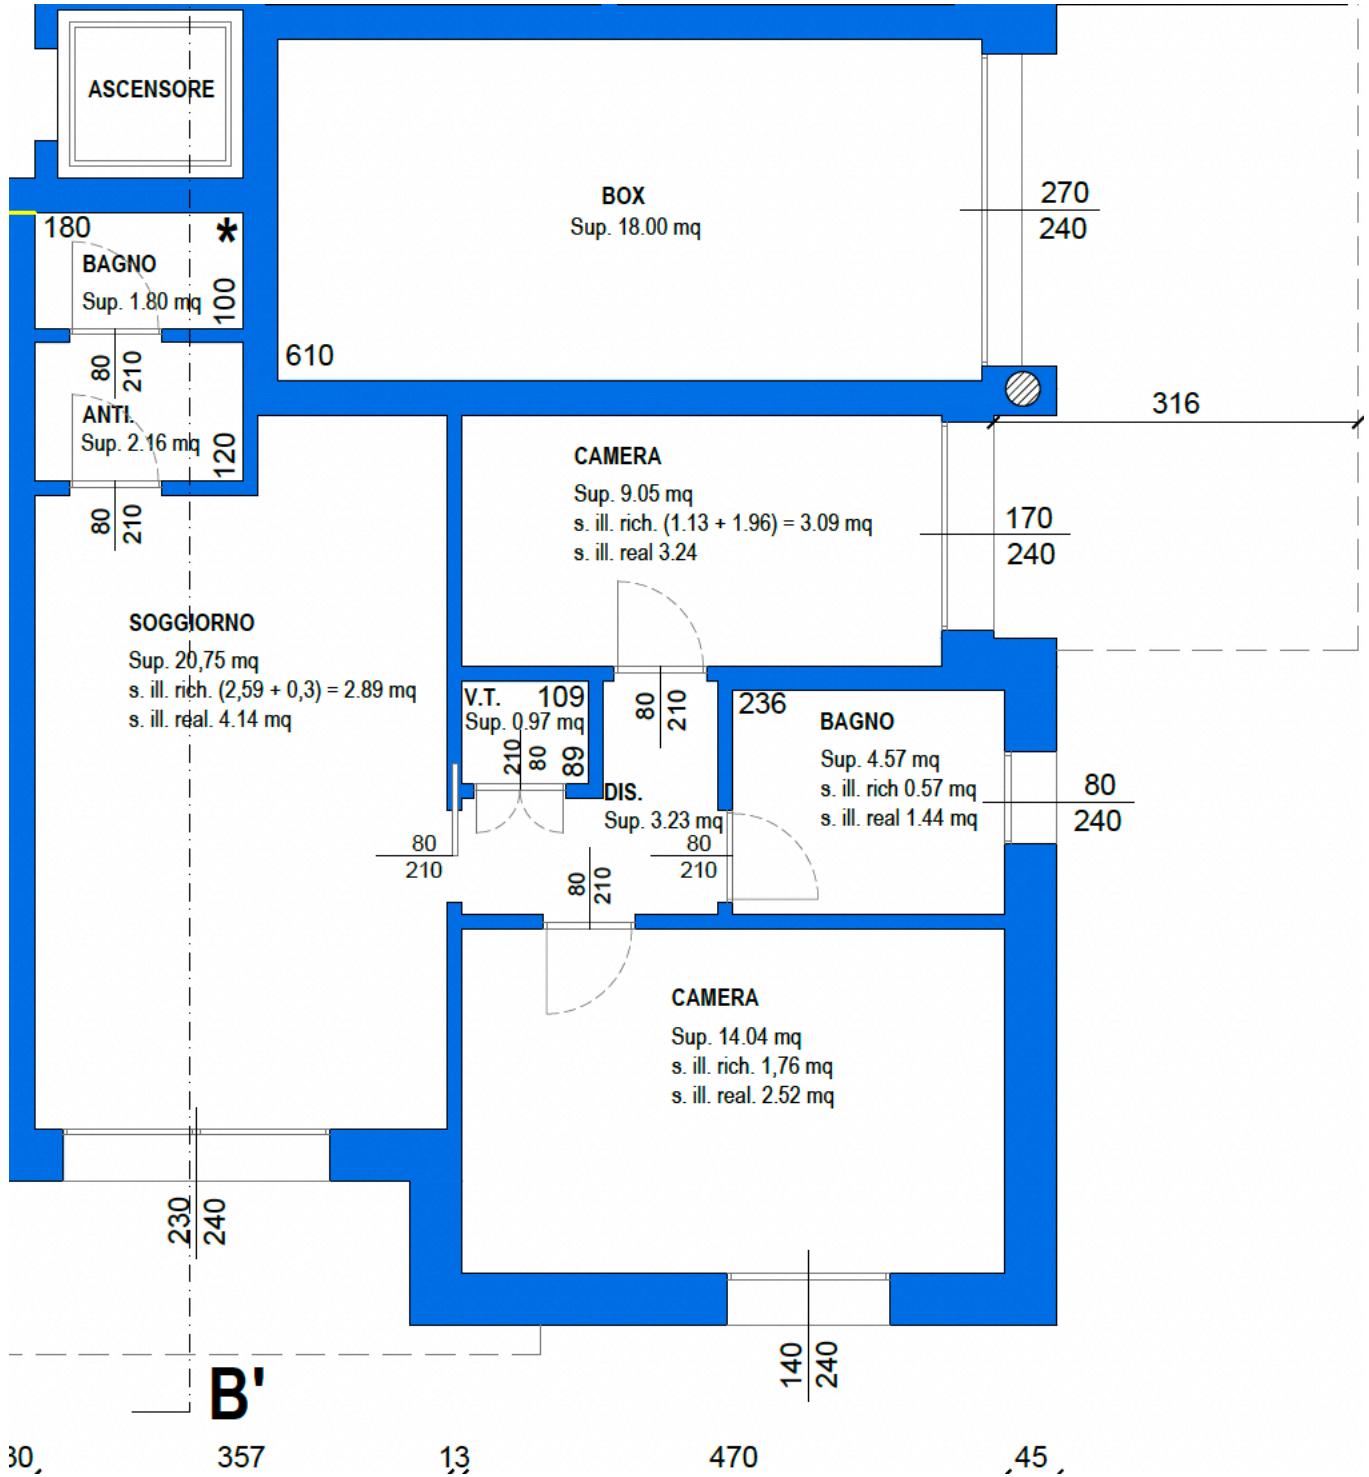 ASCENSORE
BOX
Sup. 18.00 mq
270
240
180
*
BAGNO
Sup. 1.80 mq
100
610
80
210
316
ANTI.
Sup. 2.16 mq
120
CAMERA
Sup. 9.05 mq
s. ill. rich. (1.13 + 1.96) = 3.09 mq
s. ill. real 3.24
80
210
170
240
SOGGIORNO
Sup. 20,75 mq
s. ill. rich. (2,59 + 0,3) = 2.89 mq
s. ill. real. 4.14 mq
V.T. 109
Sup. 0.97 mq
210
80
89
80
210
236
BAGNO
Sup. 4.57 mq
s. ill. rich 0.57 mq
s. ill. real 1.44 mq
80
240
DIS.
Sup. 3.23 mq
80
210
80
210
80
210
CAMERA
Sup. 14.04 mq
s. ill. rich. 1,76 mq
s. ill. real. 2.52 mq
230
240
140
240
B'
357
13
470
45